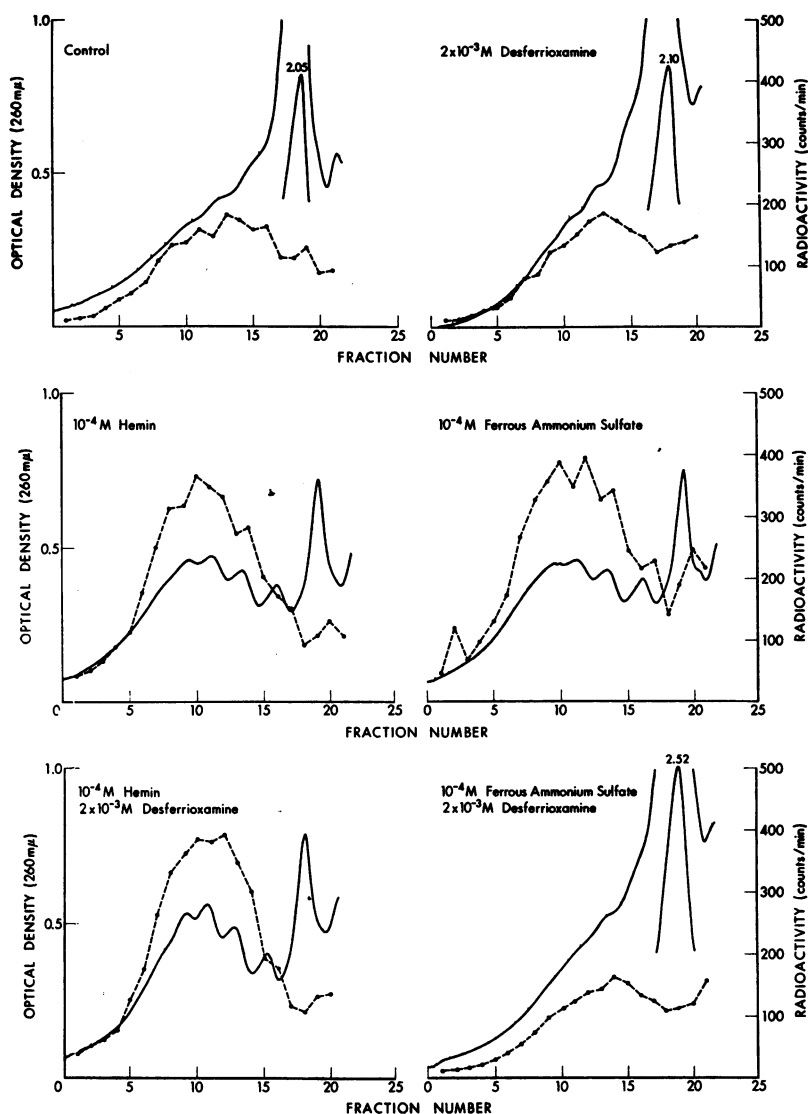 Control
2x10⁻³M Desferrioxamine
OPTICAL DENSITY (260mμ)
1.0
0.5
2.05
2.10
500
400
300
200
100
RADIOACTIVITY (counts/min)
0 5 10 15 20 25
0 5 10 15 20 25
FRACTION NUMBER
10⁻⁴M Hemin
10⁻⁴M Ferrous Ammonium Sulfate
OPTICAL DENSITY (260mμ)
1.0
0.5
500
400
300
200
100
RADIOACTIVITY (counts/min)
0 5 10 15 20 25
0 5 10 15 20 25
FRACTION NUMBER
10⁻⁴M Hemin
2x10⁻³M Desferrioxamine
10⁻⁴M Ferrous Ammonium Sulfate
2x10⁻³M Desferrioxamine
OPTICAL DENSITY (260mμ)
1.0
0.5
2.52
500
400
300
200
100
RADIOACTIVITY (counts/min)
0 5 10 15 20 25
0 5 10 15 20 25
FRACTION NUMBER